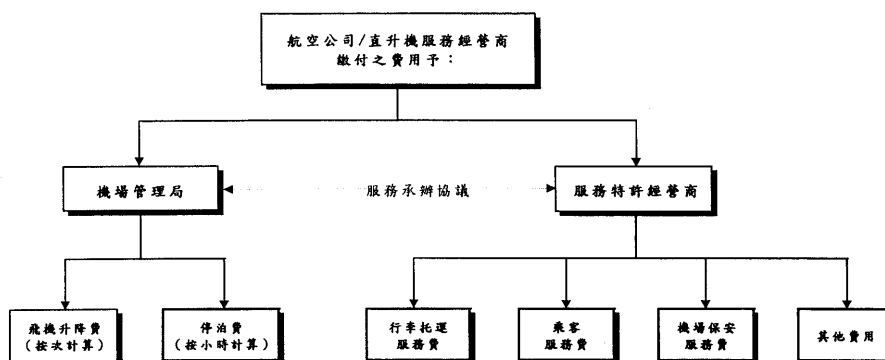 航空公司/直升機服務經營商
繳付之費用予：
機場管理局
服務承辦協議
服務特許經營商
飛機升降費
(按次計算)
停泊費
(按小時計算)
行李托運
服務費
乘客
服務費
機場保安
服務費
其他費用